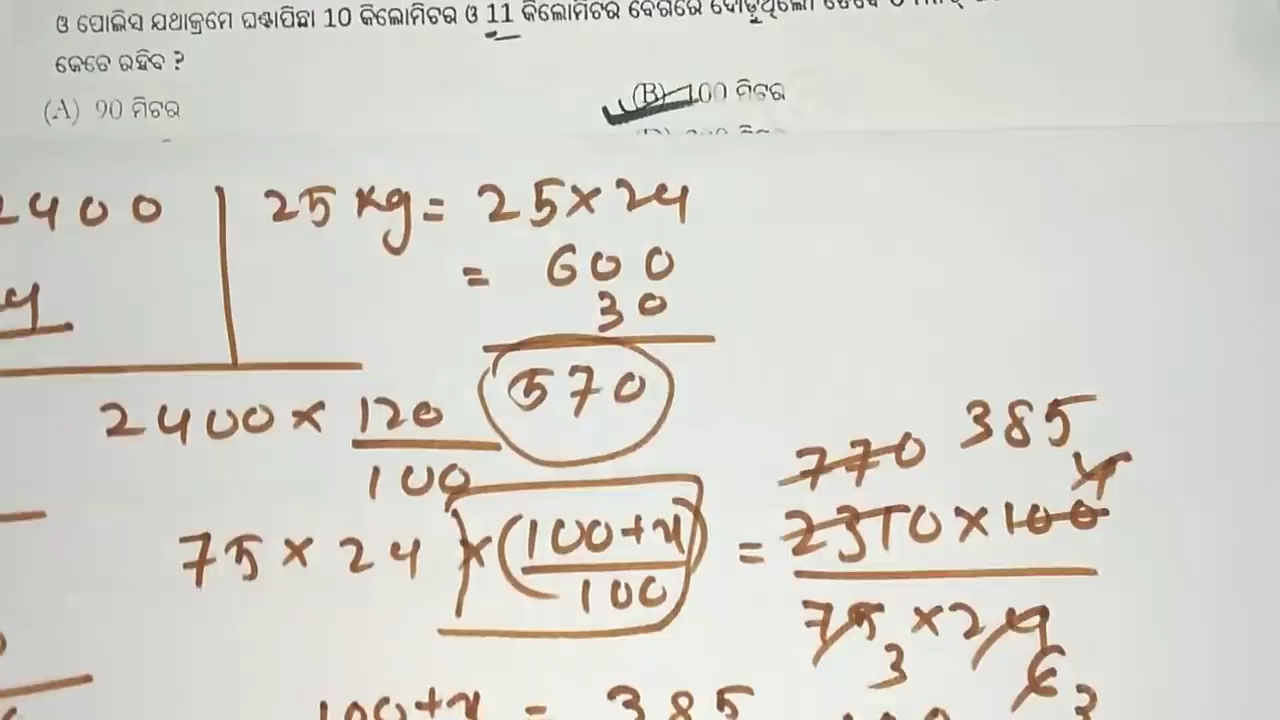 ଓ ପୋଲିସ ଯଥାକ୍ରମେ ଘଣ୍ଟାପିଛା 10 କିଲୋମିଟର ଓ 11 କିଲୋମିଟର ବେଗରେ
କେତେ ରହିବ ?
(A) 90 ମିଟର
(B) 100 ମିଟର
2400 | 25 kg = 25 × 24
= 600
30
570
2400 × 120
100
770 385
75 × 24 × (100+x) = 2310 × 100
100
75 × 24
3
100+x = 385